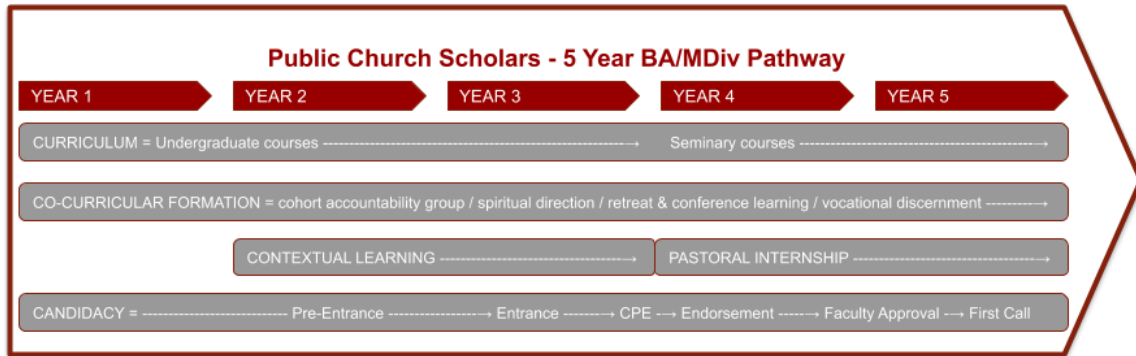 Public Church Scholars - 5 Year BA/MDiv Pathway
YEAR 1 YEAR 2 YEAR 3 YEAR 4 YEAR 5
CURRICULUM = Undergraduate courses ---------------------------------------------------→ Seminary courses ----------------------------------------→
CO-CURRICULAR FORMATION = cohort accountability group / spiritual direction / retreat & conference learning / vocational discernment ----------→
CONTEXTUAL LEARNING --------------------------------→ PASTORAL INTERNSHIP --------------------------------→
CANDIDACY = ------------------------ Pre-Entrance ----------------→ Entrance ------→ CPE --→ Endorsement -----→ Faculty Approval --→ First Call